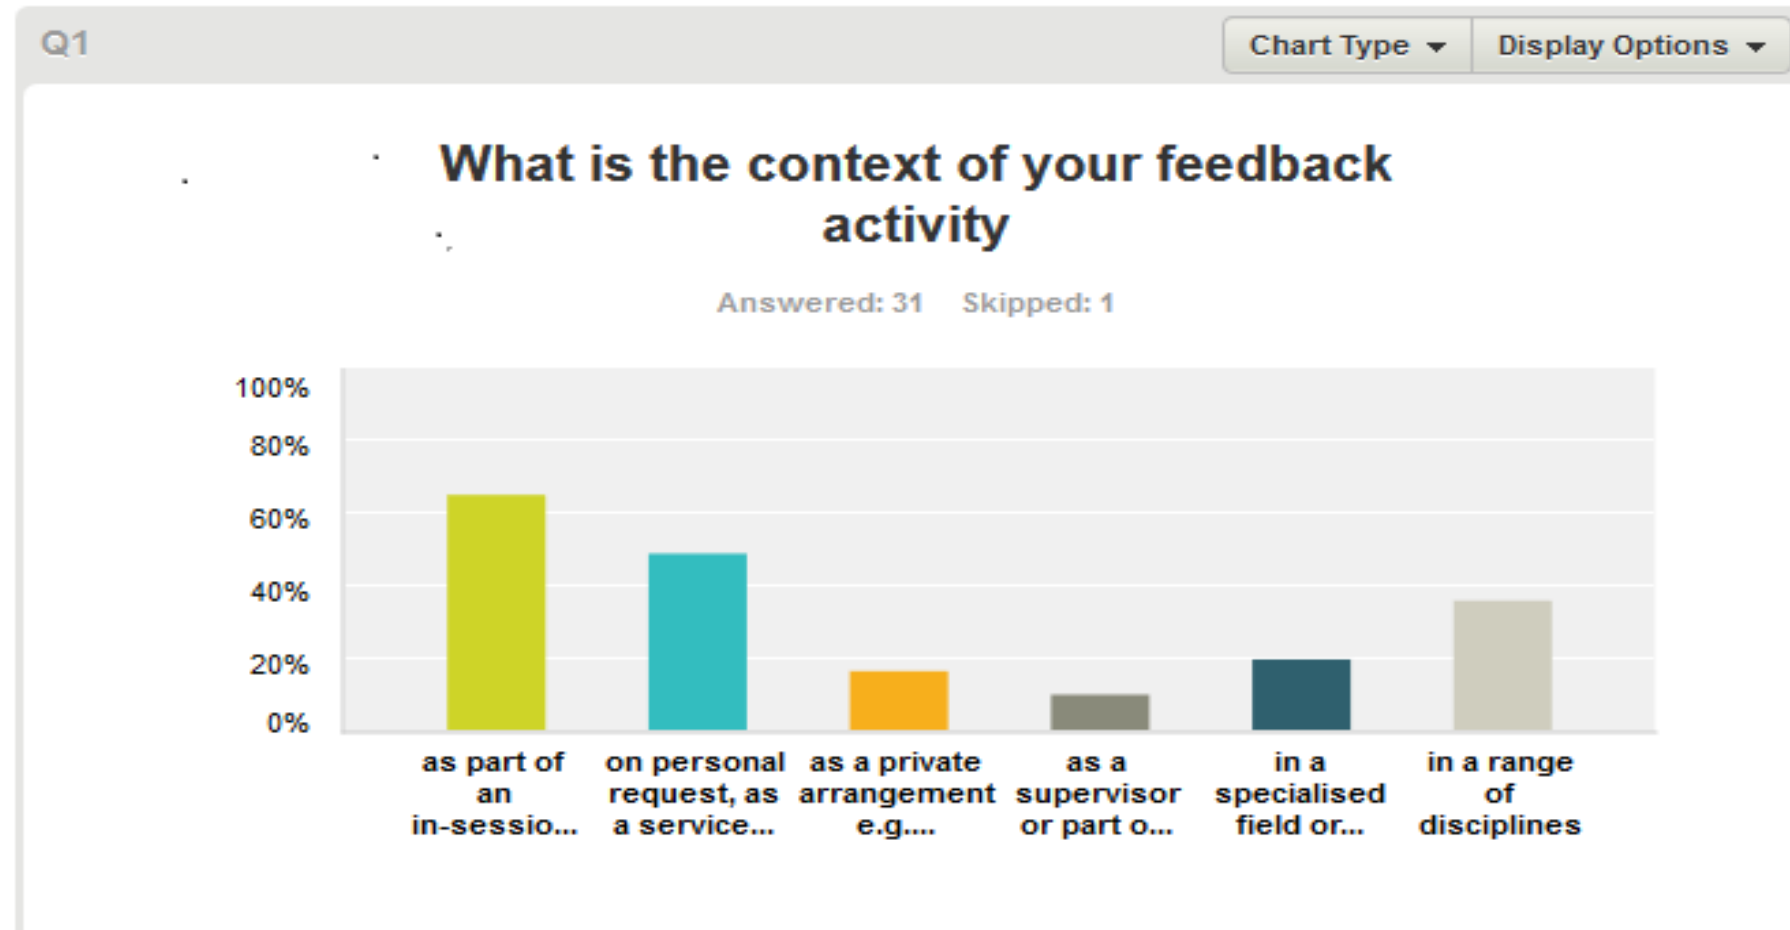 Q1
Chart Type
Display Options
What is the context of your feedback
activity
Answered: 31 Skipped: 1
100%
80%
60%
40%
20%
0%
as part of
an
in-sessio...
on personal
request, as
a service...
as a private
arrangement
e.g....
as a
supervisor
or part o...
in a
specialised
field or...
in a range
of
disciplines